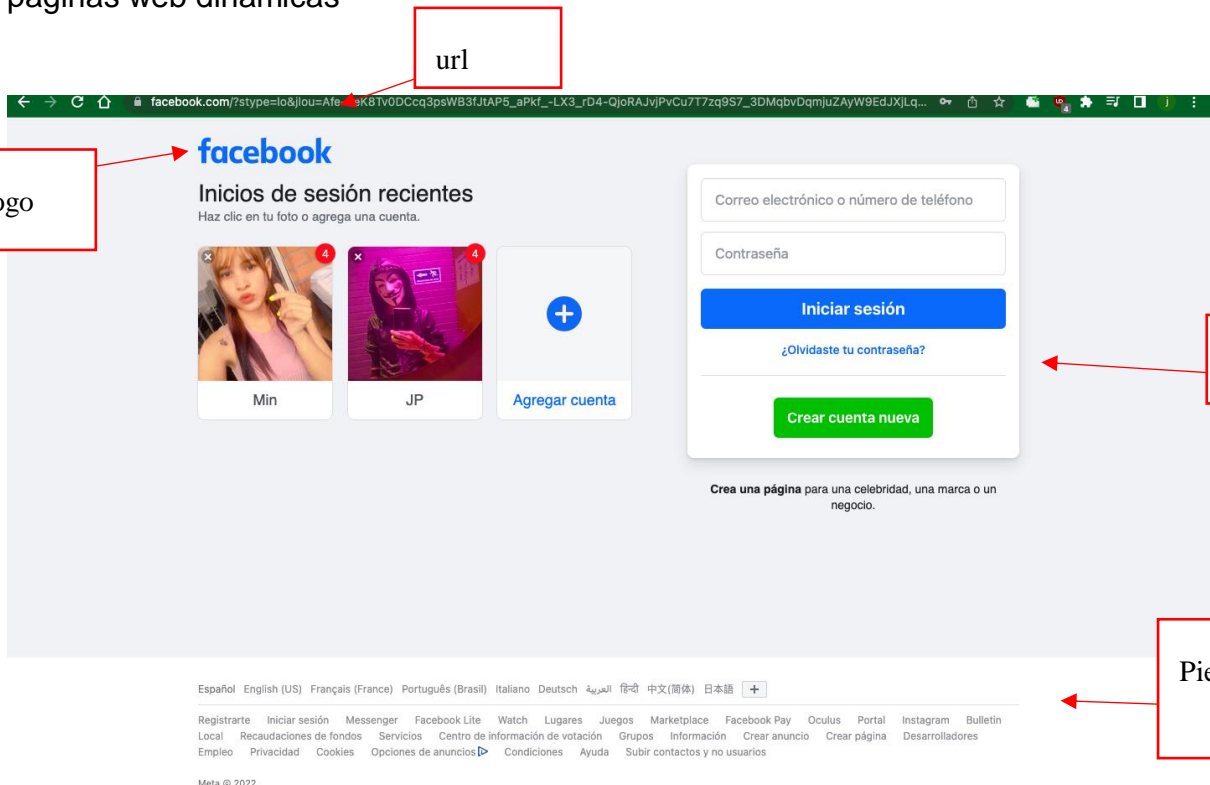 paginas web dinamicas
url
facebook.com/?stype=lo&jlou=
facebook
ogo
Inicios de sesión recientes
Haz clic en tu foto o agrega una cuenta.
4
4
Min
JP
Agregar cuenta
Correo electrónico o número de teléfono
Contraseña
Iniciar sesión
¿Olvidaste tu contraseña?
Crear cuenta nueva
Crea una página para una celebridad, una marca o un
negocio.
Pie
Español English (US) Français (France) Português (Brasil) Italiano Deutsch العربية हिन्दी 中文(简体) 日本語
Registrarte Iniciar sesión Messenger Facebook Lite Watch Lugares Juegos Marketplace Facebook Pay Oculus Portal Instagram Bulletin
Local Recaudaciones de fondos Servicios Centro de información de votación Grupos Información Crear anuncio Crear página Desarrolladores
Empleo Privacidad Cookies Opciones de anuncios Condiciones Ayuda Subir contactos y no usuarios
Meta © 2022